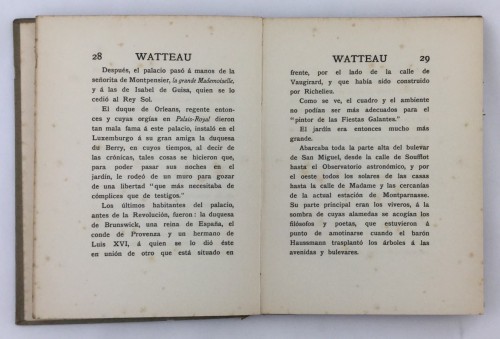 28 WATTEAU
Después, el palacio pasó á manos de la
señorita de Montpensier, la grande Mademoiselle,
y á las de Isabel de Guisa, quien se lo
cedió al Rey Sol.
El duque de Orleans, regente enton-
ces y cuyas orgías en Palais-Royal dieron
tan mala fama á este palacio, instaló en el
Luxemburgo á su gran amiga la duquesa
de Berry, en cuyos tiempos, al decir de
las crónicas, tales cosas se hicieron que,
para poder pasar sus noches en el
jardín, le rodeó de un muro para gozar
de una libertad "que más necesitaba de
cómplices que de testigos."
Los últimos habitantes del palacio,
antes de la Revolución, fueron: la duquesa
de Brunswick, una reina de España, el
conde de Provenza y un hermano de
Luis XVI, á quien se lo dió éste
en unión de otro que está situado en
WATTEAU 29
frente, por el lado de la calle de
Vaugirard, y que había sido construido
por Richelieu.
Como se ve, el cuadro y el ambiente
no podían ser más adecuados para el
"pintor de las Fiestas Galantes."
El jardín era entonces mucho más
grande.
Abarcaba toda la parte alta del bulevar
de San Miguel, desde la calle de Soufflot
hasta el Observatorio astronómico, y por
el oeste todos los solares de las casas
hasta la calle de Madame y las cercanías
de la actual estación de Montparnasse.
Su parte principal eran los viveros, á la
sombra de cuyas alamedas se acogían los
filósofos y poetas, que estuvieron á
punto de amotinarse cuando el barón
Haussmann trasplantó los árboles á las
avenidas y bulevares.